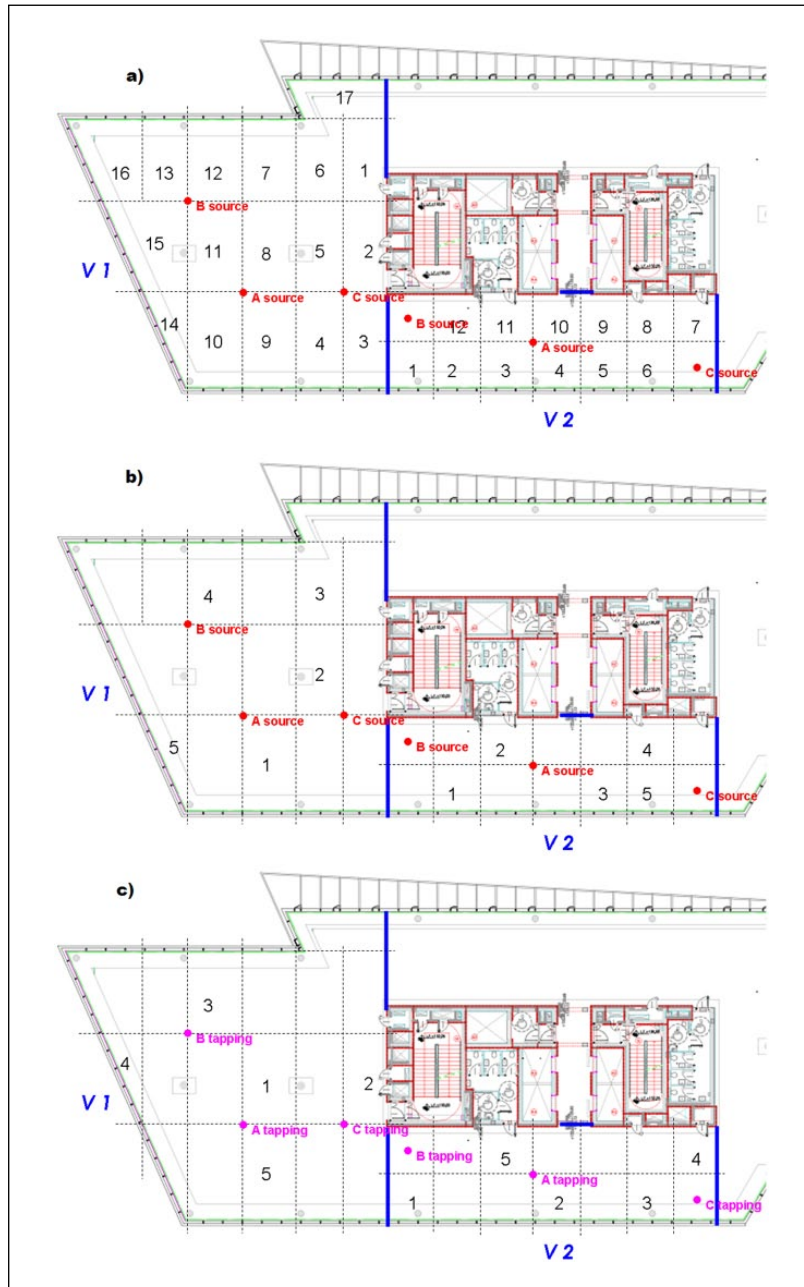 a)
17
16 13 12 7 6 1
B source
15 11 8 5 2
V 1
A source C source
14 10 9 4 3
B source 12 11 10 9 8 7
A source
1 2 3 4 5 6
C source
V 2
b)
4 3
B source
2
V 1
A source C source
5 1
B source 2 4
A source
1 3 5
C source
V 2
c)
3
B tapping
4 1 2
V 1
A tapping C tapping
5
B tapping 5 4
A tapping
1 2 3
C tapping
V 2